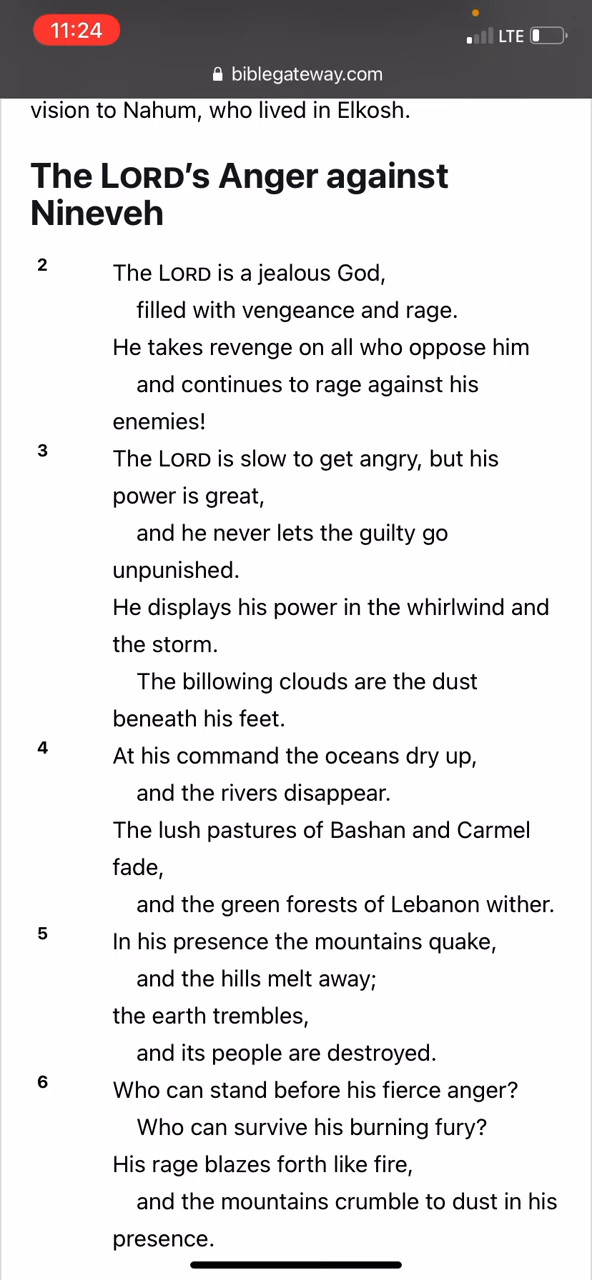 11:24
LTE
biblegateway.com
vision to Nahum, who lived in Elkosh.
The LORD’s Anger against
Nineveh
2 The LORD is a jealous God,
filled with vengeance and rage.
He takes revenge on all who oppose him
and continues to rage against his
enemies!
3 The LORD is slow to get angry, but his
power is great,
and he never lets the guilty go
unpunished.
He displays his power in the whirlwind and
the storm.
The billowing clouds are the dust
beneath his feet.
4 At his command the oceans dry up,
and the rivers disappear.
The lush pastures of Bashan and Carmel
fade,
and the green forests of Lebanon wither.
5 In his presence the mountains quake,
and the hills melt away;
the earth trembles,
and its people are destroyed.
6 Who can stand before his fierce anger?
Who can survive his burning fury?
His rage blazes forth like fire,
and the mountains crumble to dust in his
presence.